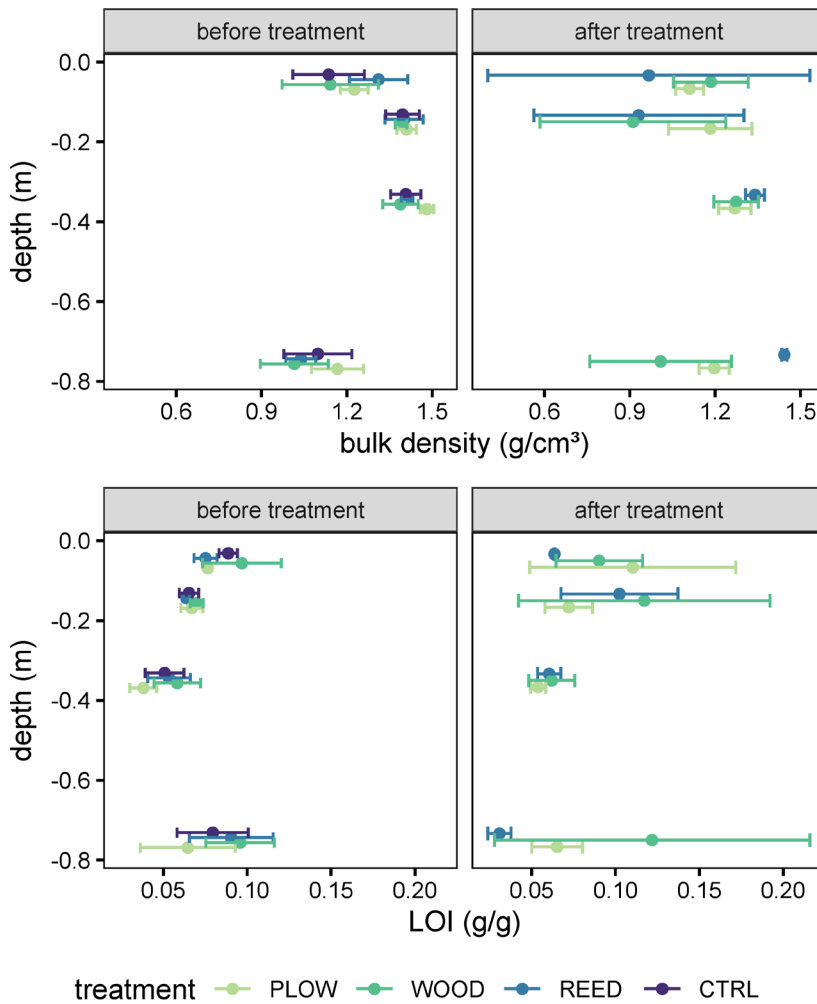 before treatment
after treatment
depth (m)
0.0
-0.2
-0.4
-0.6
-0.8
0.6 0.9 1.2 1.5
0.6 0.9 1.2 1.5
bulk density (g/cm³)
before treatment
after treatment
depth (m)
0.0
-0.2
-0.4
-0.6
-0.8
0.05 0.10 0.15 0.20
0.05 0.10 0.15 0.20
LOI (g/g)
treatment PLOW WOOD REED CTRL